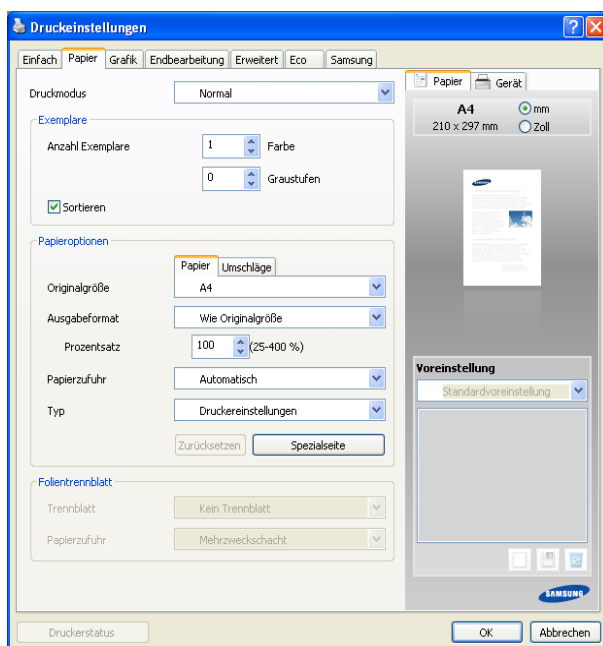 Druckeinstellungen
Einfach Papier Grafik Endbearbeitung Erweitert Eco Samsung
Druckmodus Normal
Exemplare
Anzahl Exemplare 1 Farbe
0 Graustufen
Sortieren
Papieroptionen
Papier Umschläge
Originalgröße A4
Ausgabeformat Wie Originalgröße
Prozentsatz 100 (25-400 %)
Papierzufuhr Automatisch
Typ Druckereinstellungen
Zurücksetzen Spezialseite
Folientrennblatt
Trennblatt Kein Trennblatt
Papierzufuhr Mehrzweckschacht
Papier Gerät
A4 mm
210 x 297 mm Zoll
SAMSUNG
Voreinstellung
Standardvoreinstellung
SAMSUNG
Druckerstatus OK Abbrechen